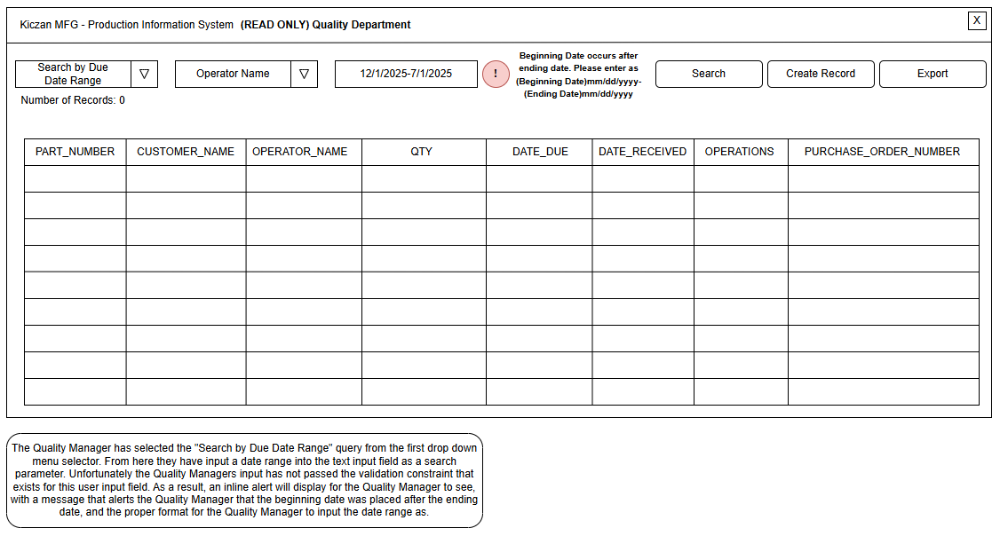 Kiczan MFG - Production Information System (READ ONLY) Quality Department
X
Search by Due
Date Range
▽
Operator Name
▽
12/1/2025-7/1/2025
!
Beginning Date occurs after
ending date. Please enter as
(Beginning Date)mm/dd/yyyy-
(Ending Date)mm/dd/yyyy
Search
Create Record
Export
Number of Records: 0
PART_NUMBER CUSTOMER_NAME OPERATOR_NAME QTY DATE_DUE DATE_RECEIVED OPERATIONS PURCHASE_ORDER_NUMBER
The Quality Manager has selected the "Search by Due Date Range" query from the first drop down
menu selector. From here they have input a date range into the text input field as a search
parameter. Unfortunately the Quality Managers input has not passed the validation constraint that
exists for this user input field. As a result, an inline alert will display for the Quality Manager to see,
with a message that alerts the Quality Manager that the beginning date was placed after the ending
date, and the proper format for the Quality Manager to input the date range as.